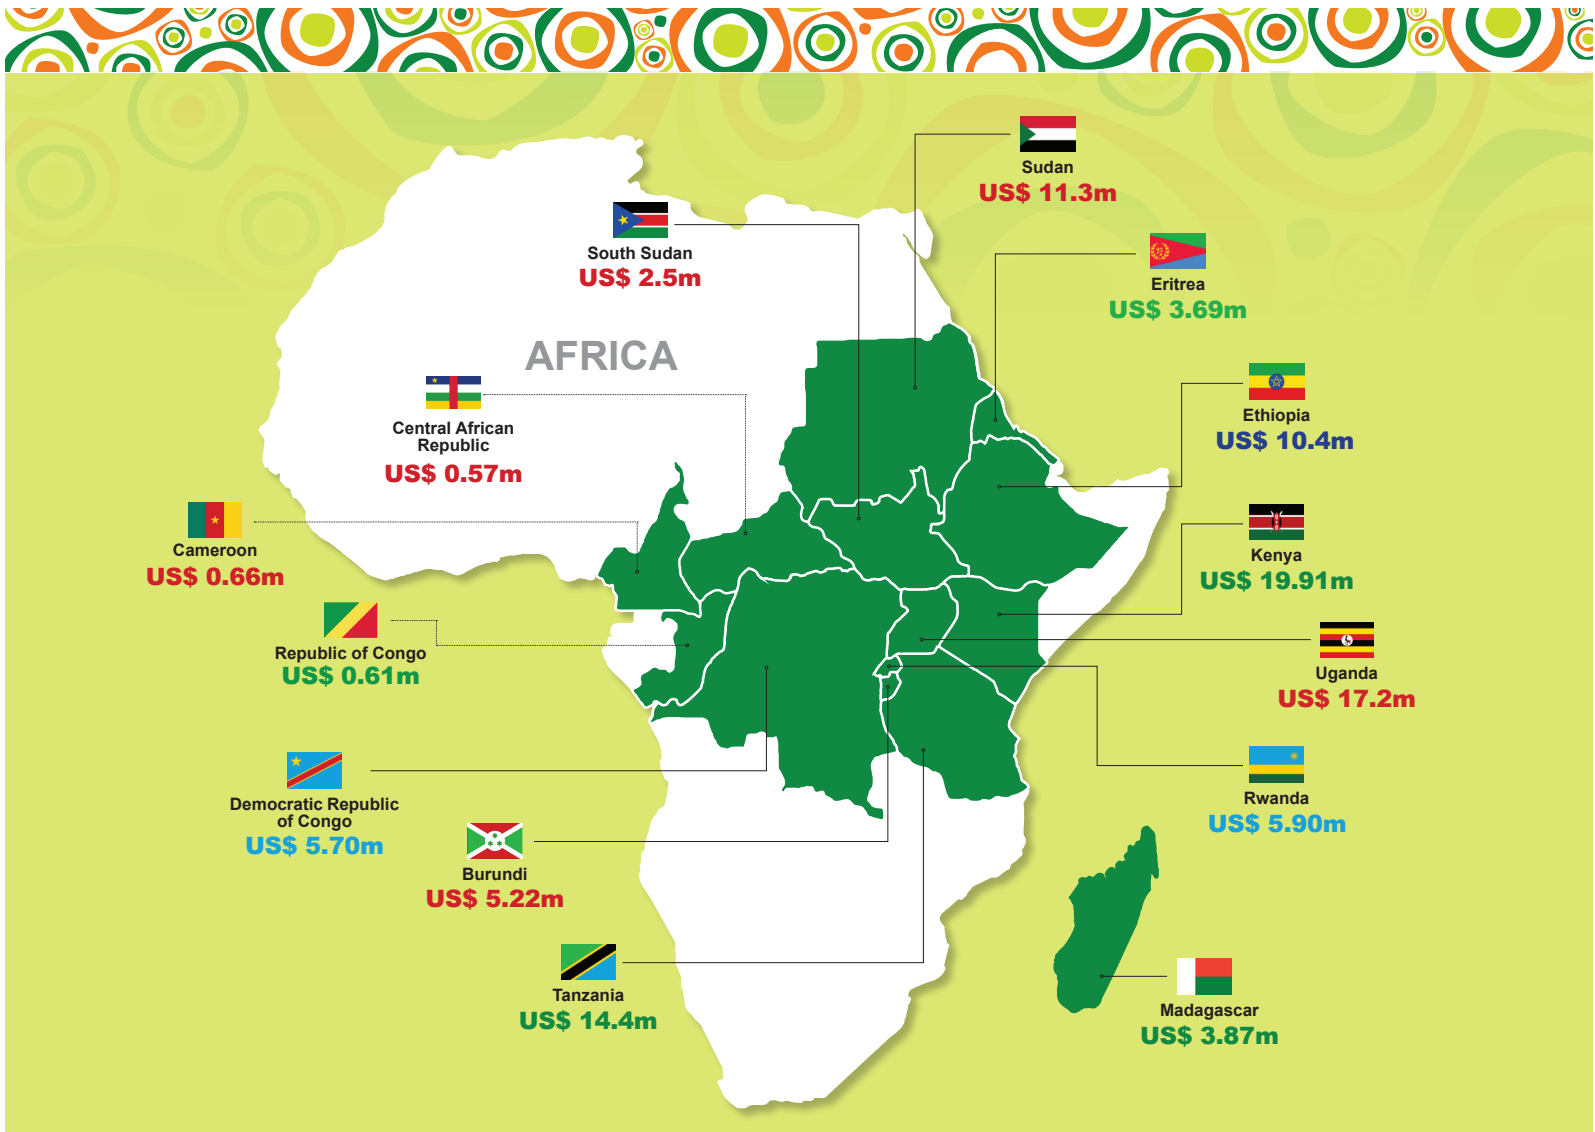 Sudan
US$ 11.3m
South Sudan
US$ 2.5m
Eritrea
US$ 3.69m
AFRICA
Ethiopia
US$ 10.4m
Central African
Republic
US$ 0.57m
Cameroon
US$ 0.66m
Kenya
US$ 19.91m
Republic of Congo
US$ 0.61m
Uganda
US$ 17.2m
Democratic Republic
of Congo
US$ 5.70m
Rwanda
US$ 5.90m
Burundi
US$ 5.22m
Tanzania
US$ 14.4m
Madagascar
US$ 3.87m